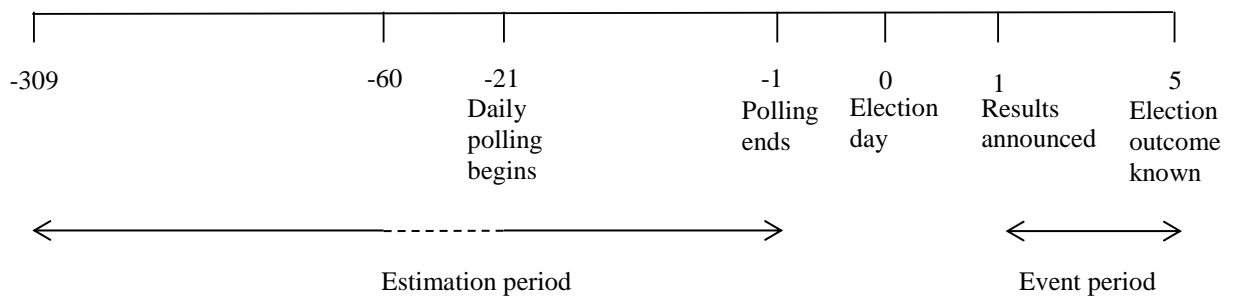 -309 -60 -21 -1 0 1 5
Daily polling begins
Polling ends
Election day
Results announced
Election outcome known
Estimation period Event period